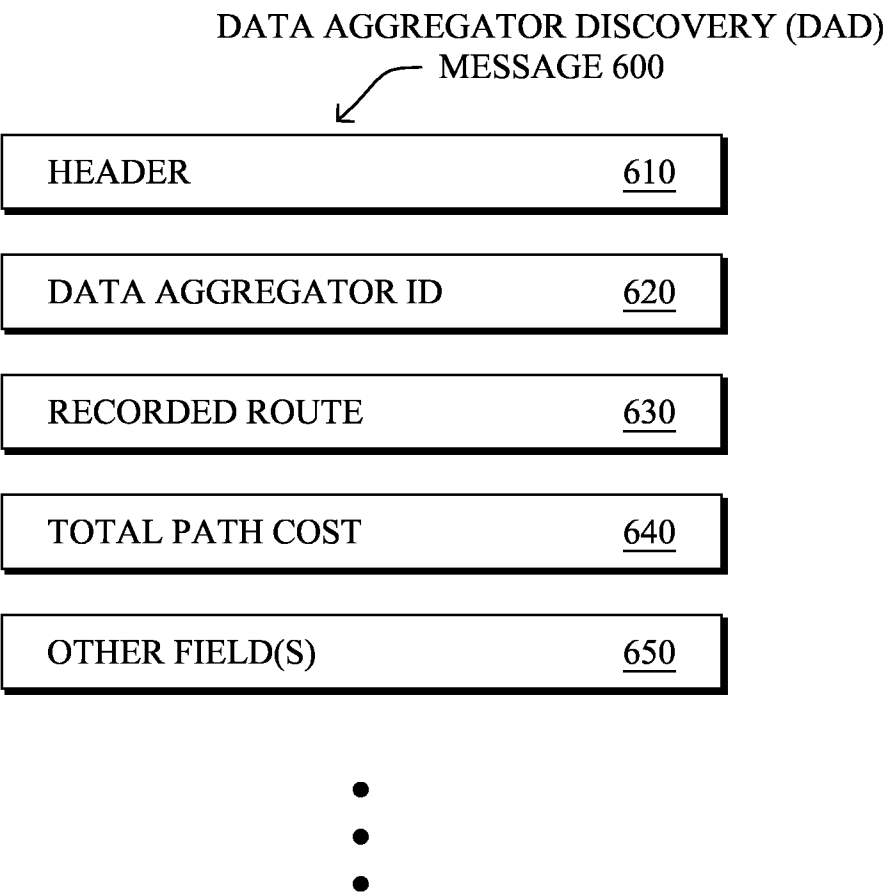 DATA AGGREGATOR DISCOVERY (DAD)
MESSAGE 600
HEADER 610
DATA AGGREGATOR ID 620
RECORDED ROUTE 630
TOTAL PATH COST 640
OTHER FIELD(S) 650